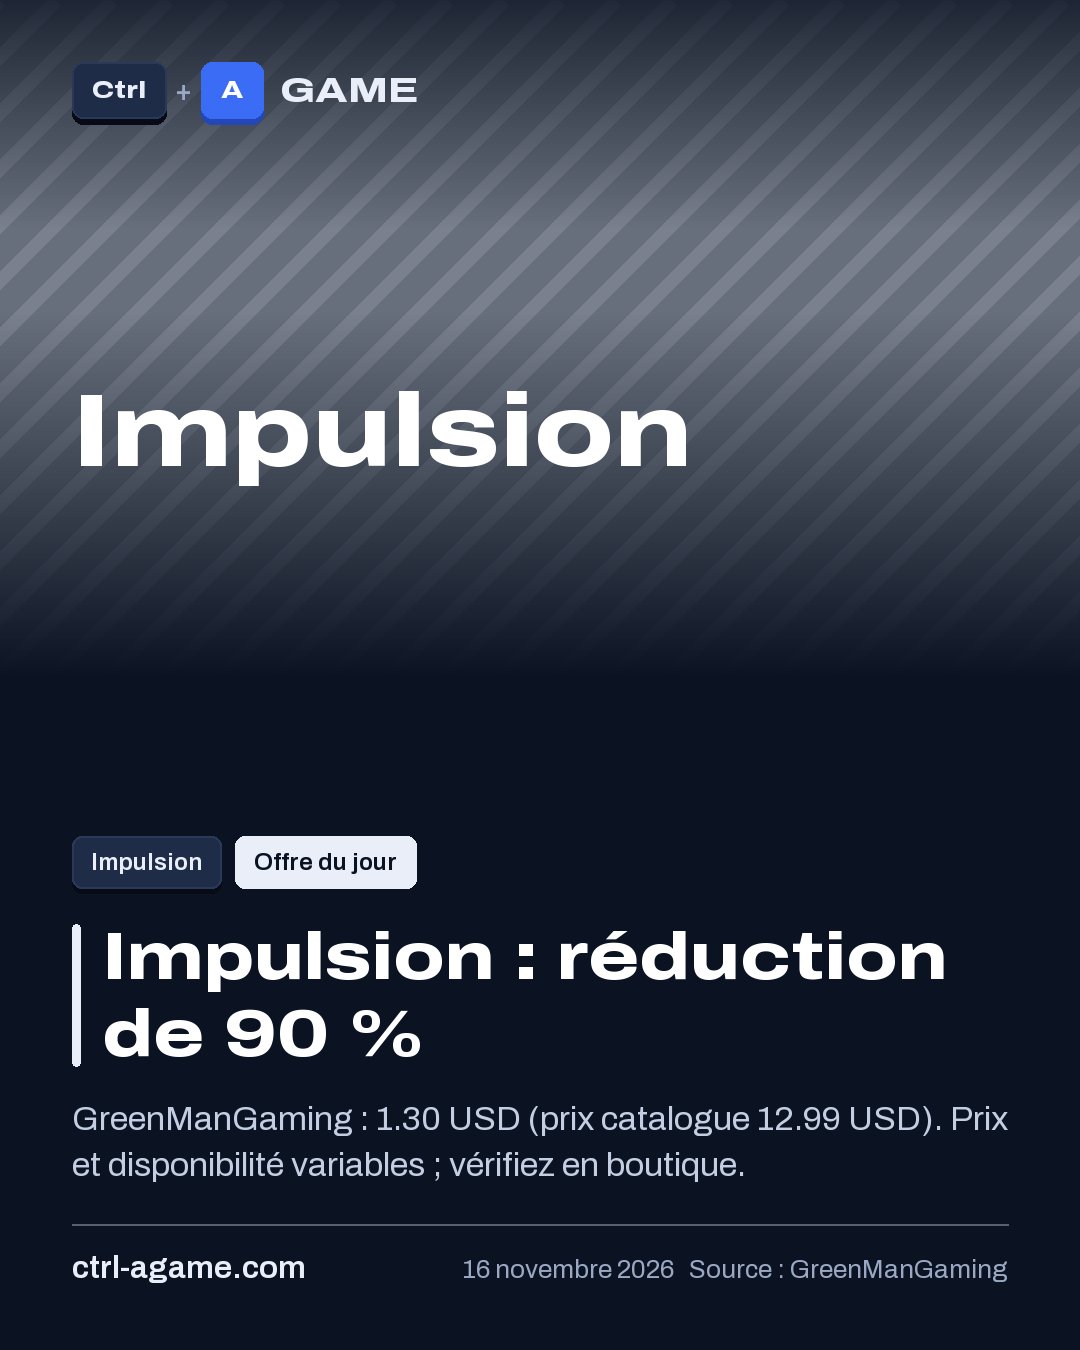 Ctrl + A GAME
Impulsion
Impulsion Offre du jour
Impulsion : réduction
de 90 %
GreenManGaming : 1.30 USD (prix catalogue 12.99 USD). Prix
et disponibilité variables ; vérifiez en boutique.
ctrl-agame.com 16 novembre 2026 Source : GreenManGaming